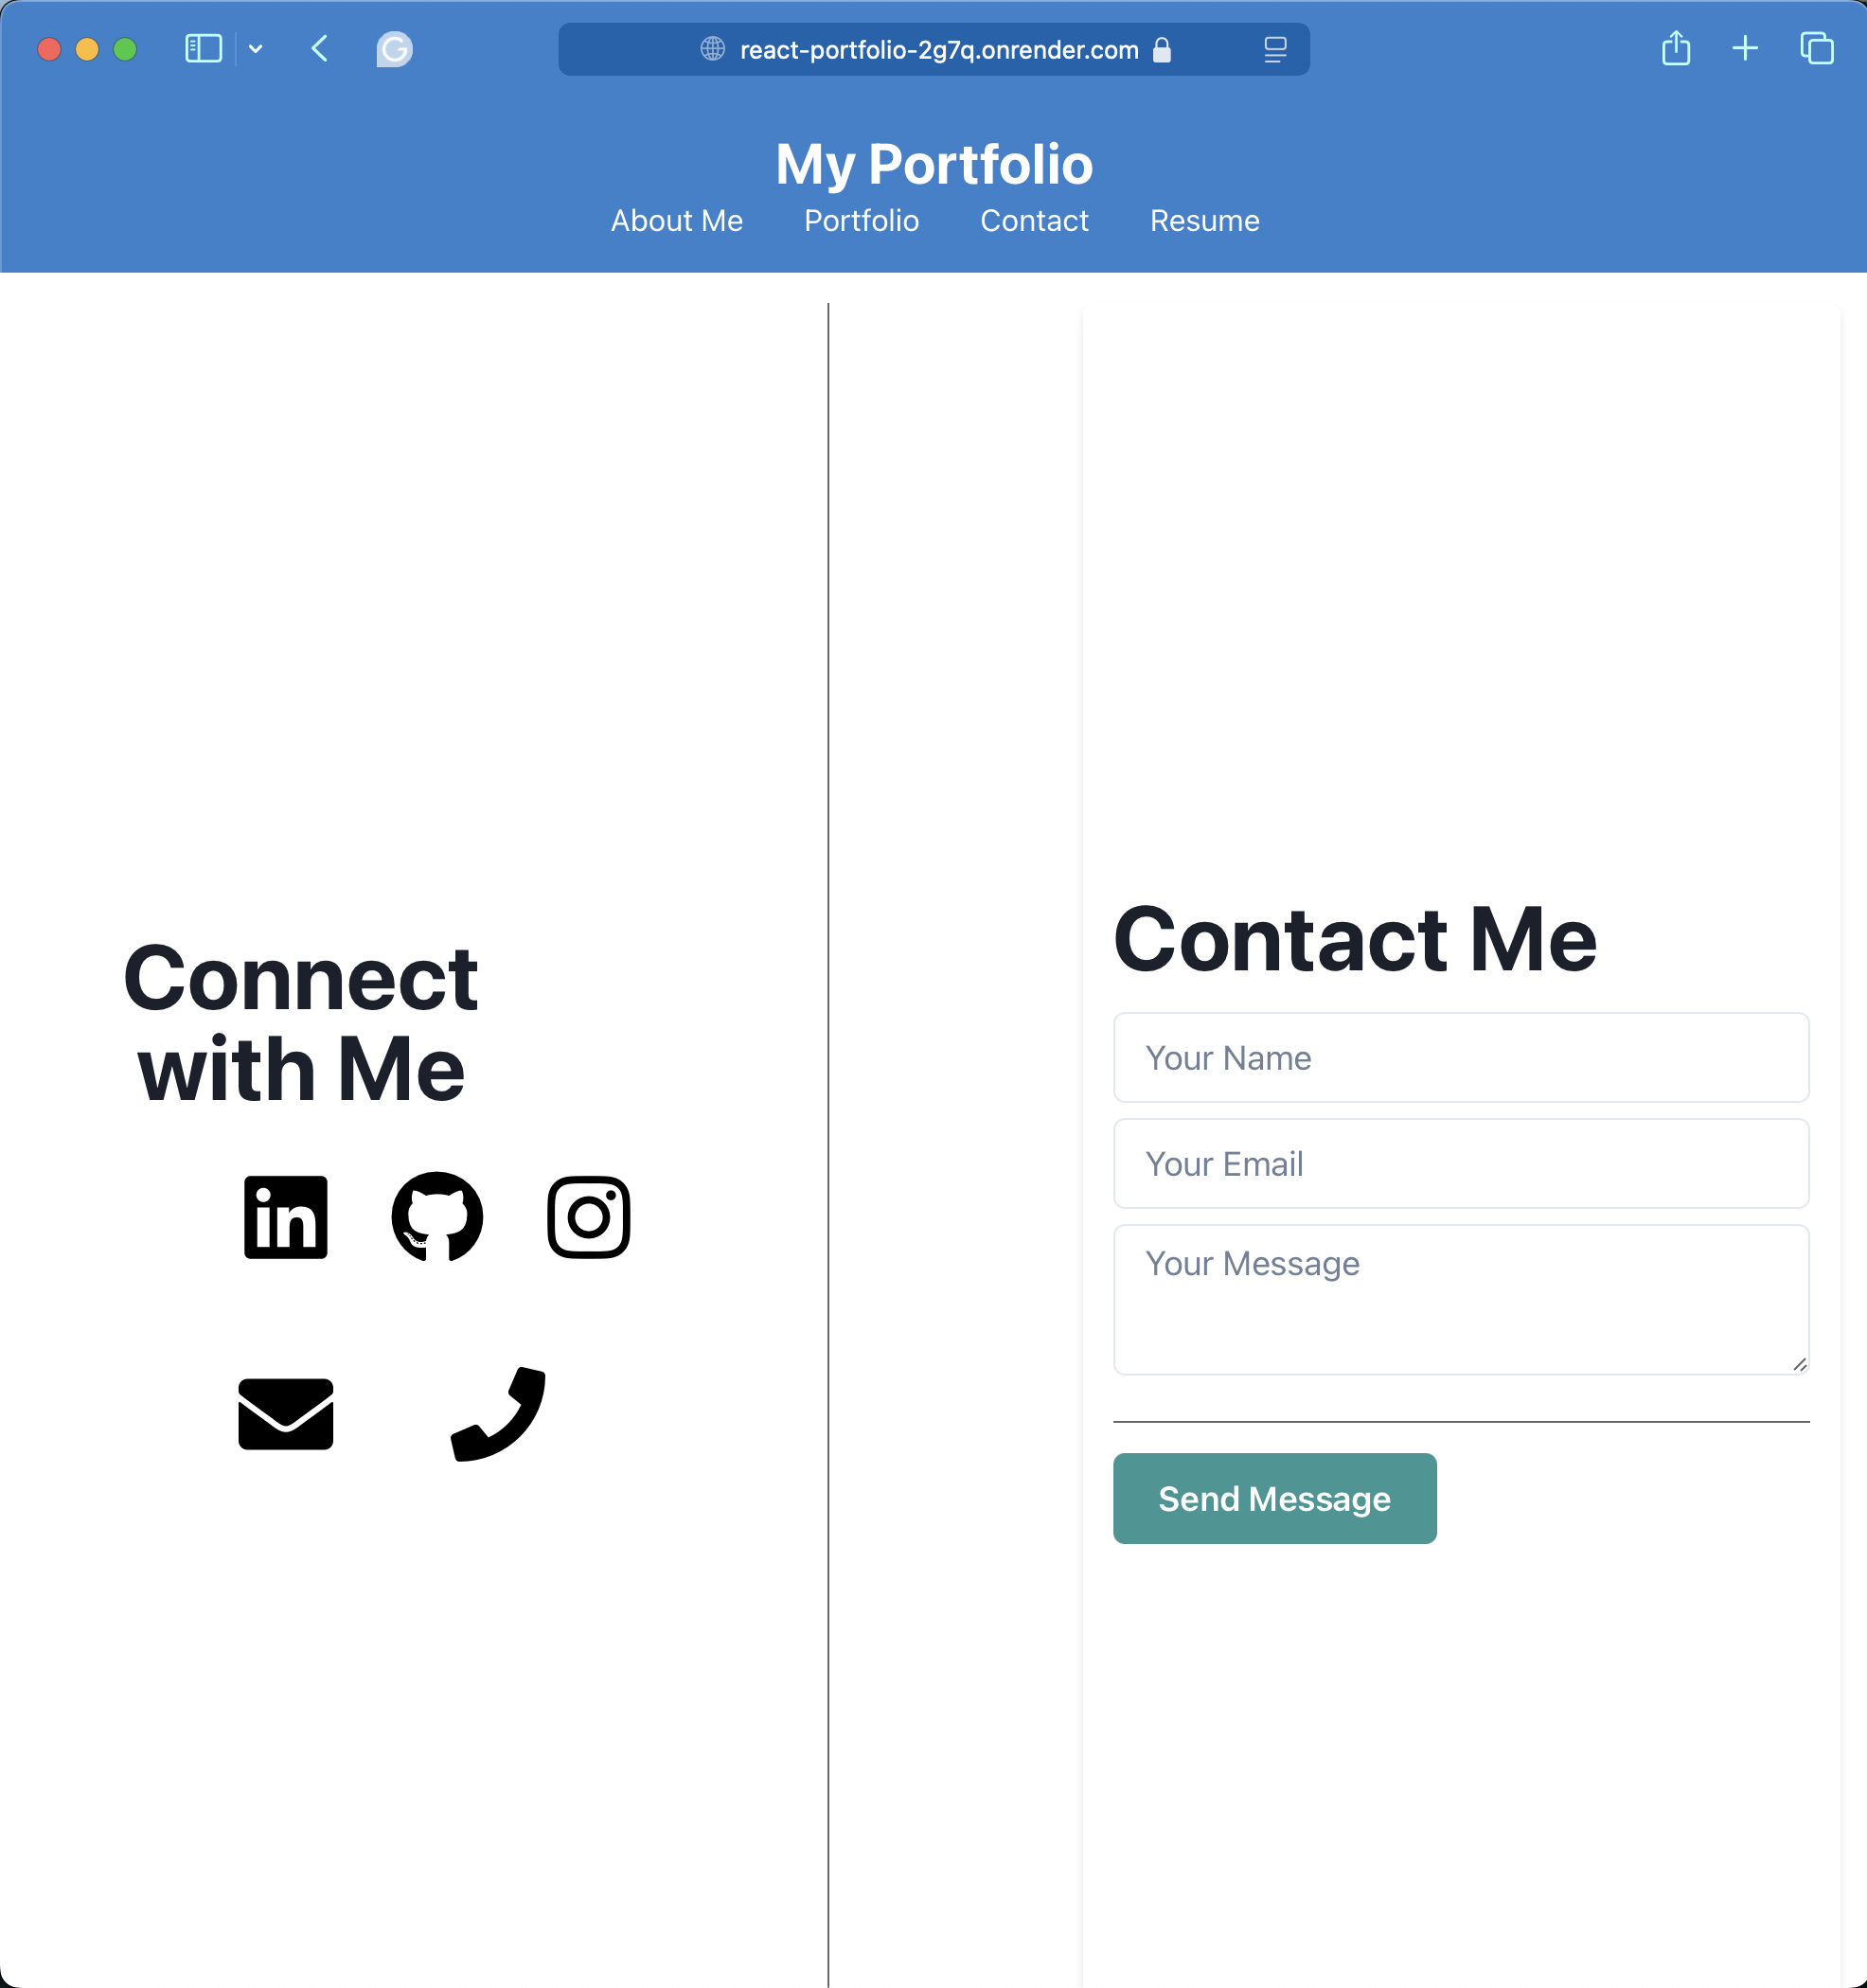 react-portfolio-2g7q.onrender.com
My Portfolio
About Me Portfolio Contact Resume
Connect
with Me
in
Contact Me
Your Name
Your Email
Your Message
Send Message